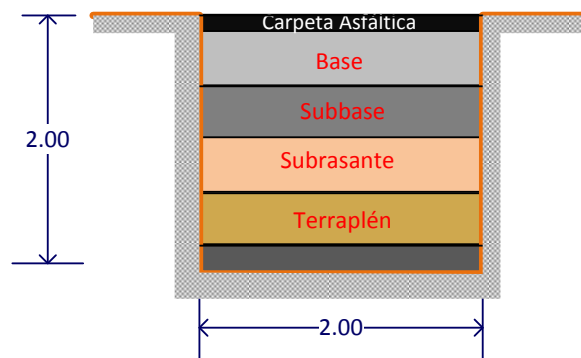 Carpeta Asfáltica
Base
Subbase
2.00
Subrasante
Terraplén
2.00